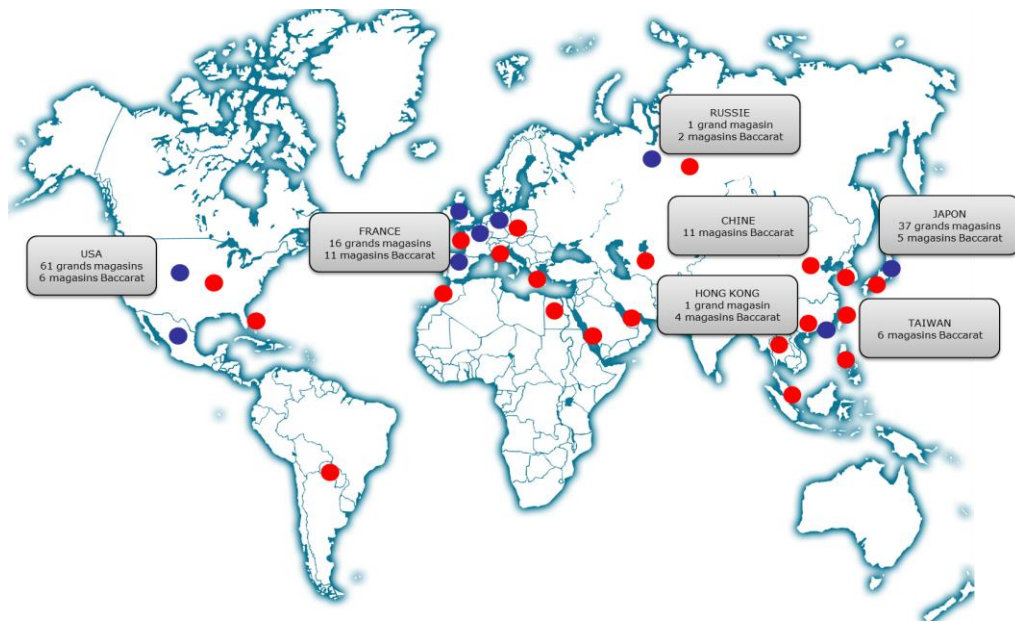 RUSSIE
1 grand magasin
2 magasins Baccarat
CHINE
11 magasins Baccarat
JAPON
37 grands magasins
5 magasins Baccarat
FRANCE
16 grands magasins
11 magasins Baccarat
USA
61 grands magasins
6 magasins Baccarat
HONG KONG
1 grand magasin
4 magasins Baccarat
TAIWAN
6 magasins Baccarat